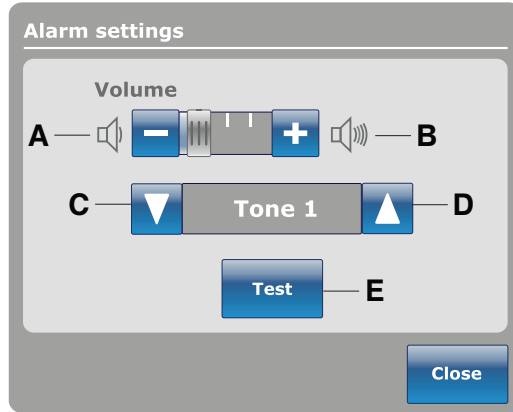 Alarm settings
Volume
A
B
C
Tone 1
D
Test
E
Close